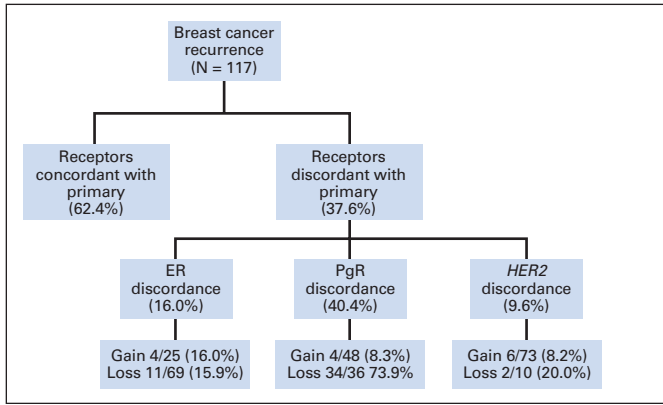 Breast cancer
recurrence
(N = 117)
Receptors
concordant with
primary
(62.4%)
Receptors
discordant with
primary
(37.6%)
ER
discordance
(16.0%)
PgR
discordance
(40.4%)
HER2
discordance
(9.6%)
Gain 4/25 (16.0%)
Loss 11/69 (15.9%)
Gain 4/48 (8.3%)
Loss 34/36 73.9%
Gain 6/73 (8.2%)
Loss 2/10 (20.0%)